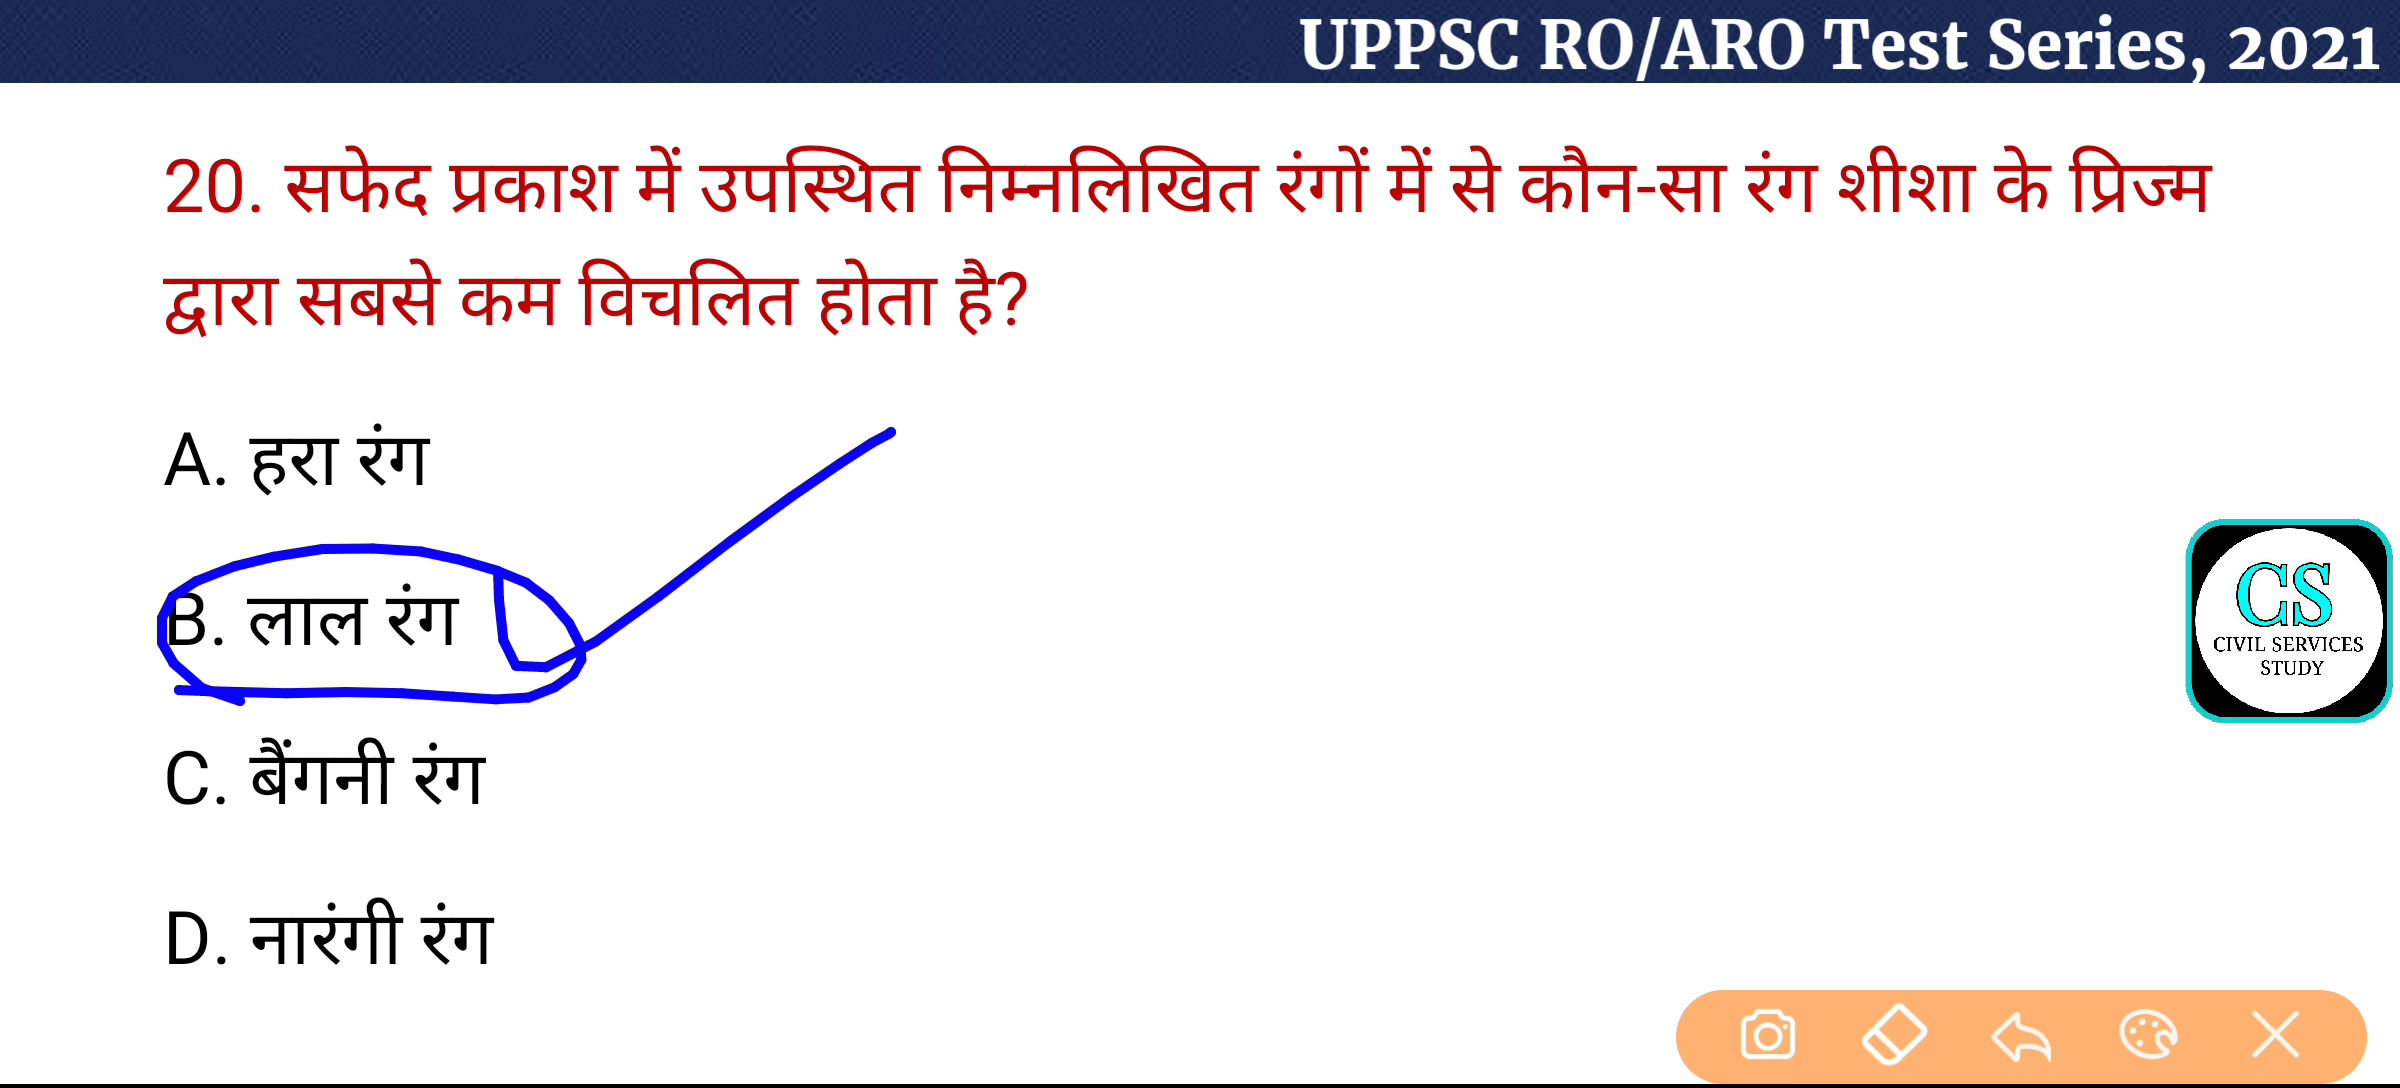 UPPSC RO/ARO Test Series, 2021
20. सफेद प्रकाश में उपस्थित निम्नलिखित रंगों में से कौन-सा रंग शीशा के प्रिज्म
द्वारा सबसे कम विचलित होता है?
A. हरा रंग
B. लाल रंग
C. बैंगनी रंग
D. नारंगी रंग
CS
CIVIL SERVICES
STUDY